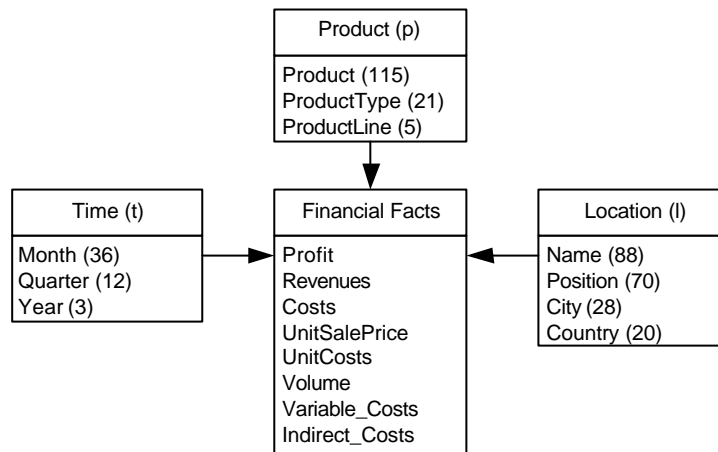 Product (p)
Product (115)
ProductType (21)
ProductLine (5)
Time (t)
Month (36)
Quarter (12)
Year (3)
Financial Facts
Profit
Revenues
Costs
UnitSalePrice
UnitCosts
Volume
Variable_Costs
Indirect_Costs
Location (l)
Name (88)
Position (70)
City (28)
Country (20)